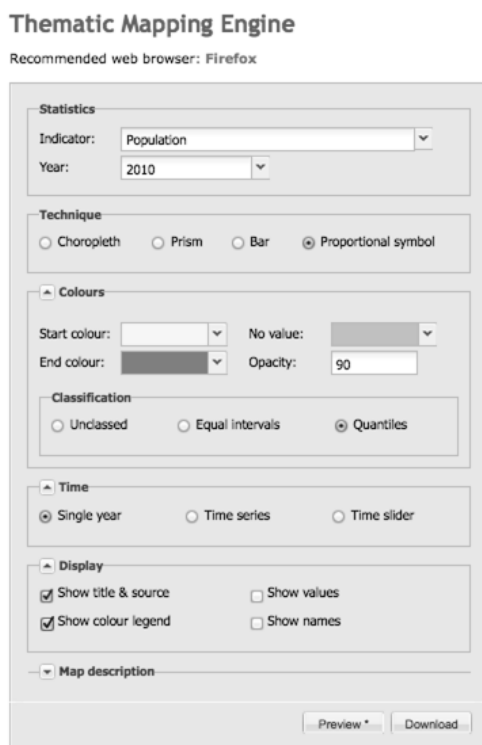 Thematic Mapping Engine
Recommended web browser: Firefox
Statistics
Indicator: Population
Year: 2010
Technique
Choropleth Prism Bar Proportional symbol
Colours
Start colour: No value:
End colour: Opacity: 90
Classification
Unclassed Equal intervals Quantiles
Time
Single year Time series Time slider
Display
Show title & source Show values
Show colour legend Show names
Map description
Preview * Download